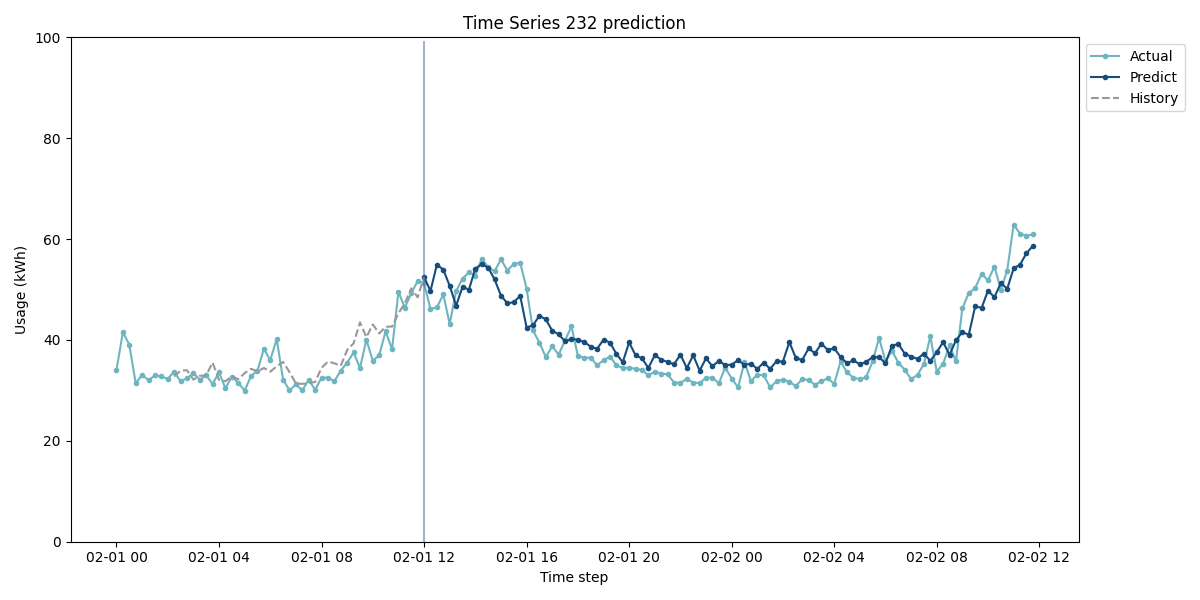 Time Series 232 prediction
100
80
60
40
20
0
Usage (kWh)
02-01 00
02-01 04
02-01 08
02-01 12
02-01 16
02-01 20
02-02 00
02-02 04
02-02 08
02-02 12
Time step
Actual
Predict
History